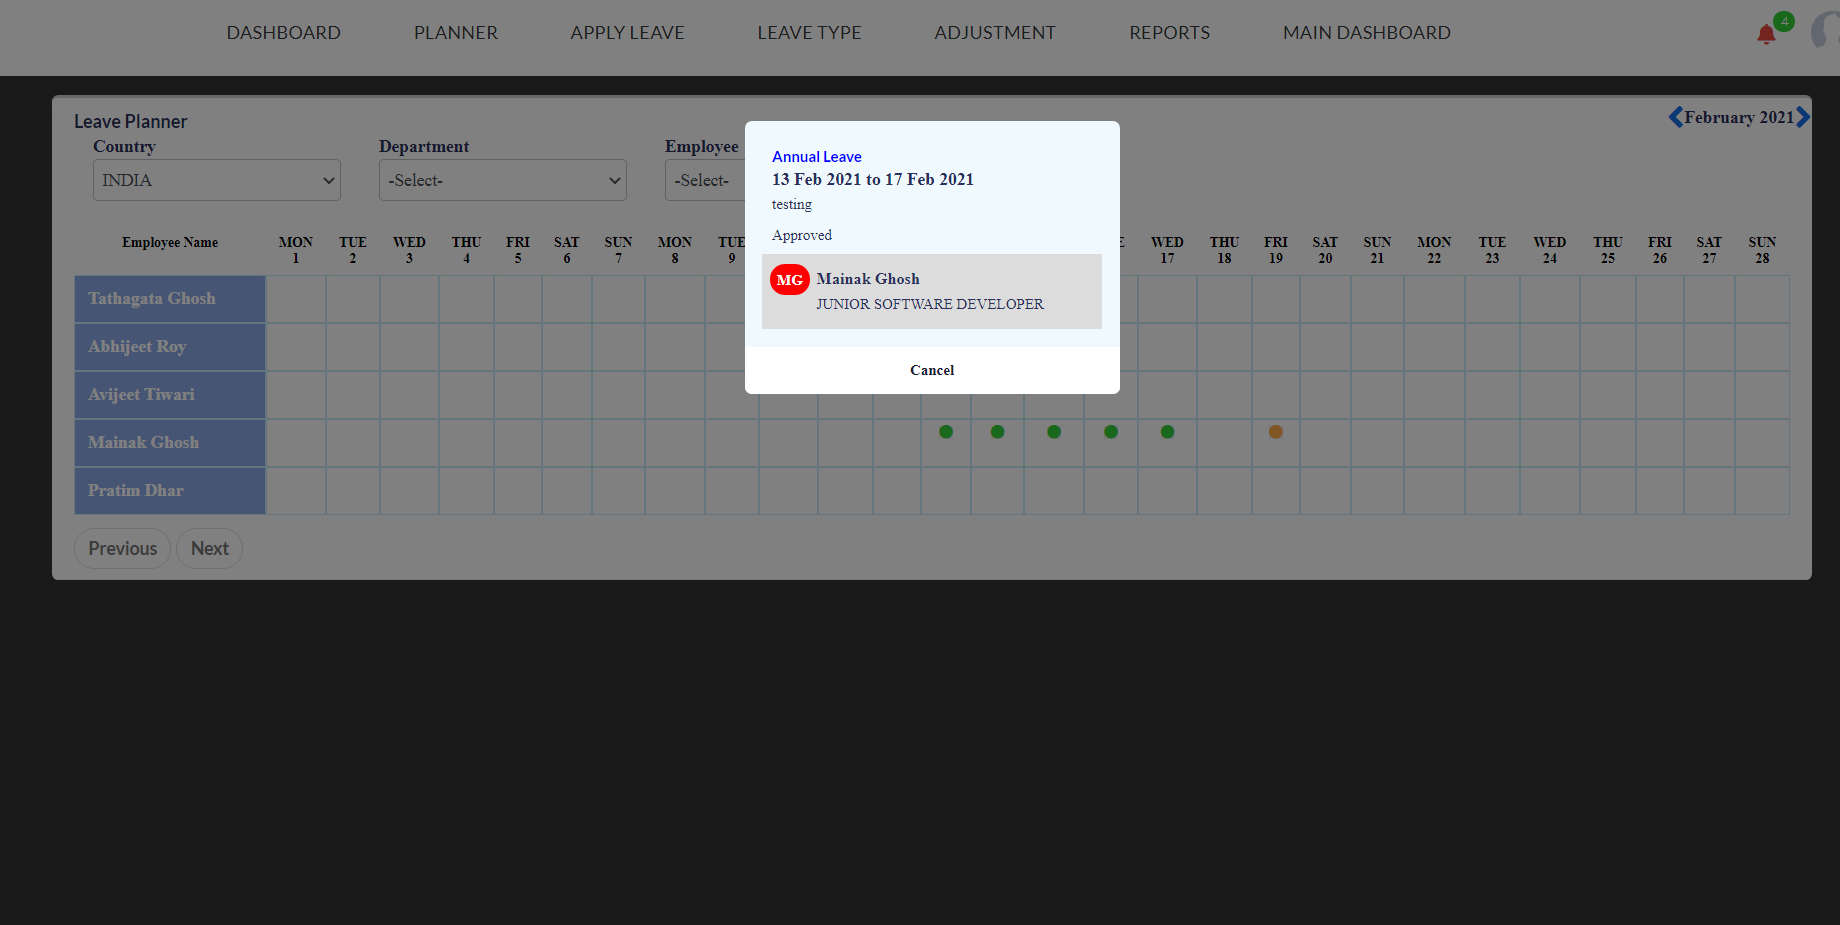 DASHBOARD PLANNER APPLY LEAVE LEAVE TYPE ADJUSTMENT REPORTS MAIN DASHBOARD 4
Leave Planner February 2021
Country Department Employee
INDIA -Select- -Select-
Annual Leave
13 Feb 2021 to 17 Feb 2021
testing
Approved
MG Mainak Ghosh
JUNIOR SOFTWARE DEVELOPER
Cancel
Employee Name MON TUE WED THU FRI SAT SUN MON TUE E WED THU FRI SAT SUN MON TUE WED THU FRI SAT SUN
1 2 3 4 5 6 7 8 9 17 18 19 20 21 22 23 24 25 26 27 28
Tathagata Ghosh
Abhijeet Roy
Avijeet Tiwari
Mainak Ghosh
Pratim Dhar
Previous Next